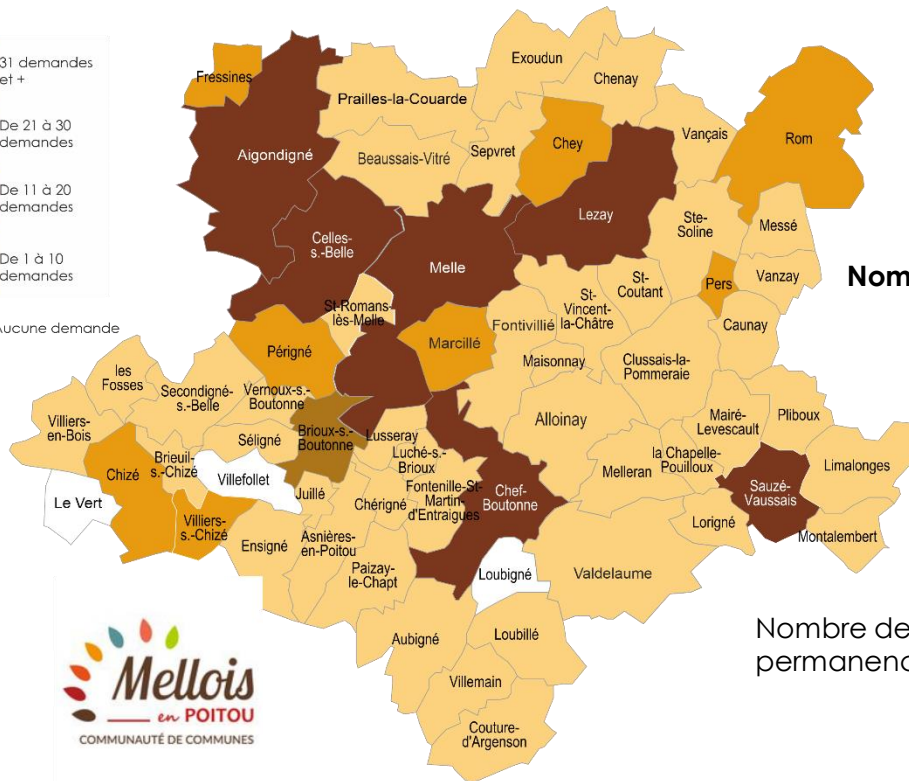 31 demandes
et +
De 21 à 30
demandes
De 11 à 20
demandes
De 1 à 10
demandes
Aucune demande
Fressines
Exoudun
Chenay
Prailles-la-Couarde
Aigondigné
Beaussais-Vitré
Sepvret
Chey
Vançais
Rom
Lezay
Celles-
s.-Belle
Melle
Ste-
Soline
Messé
St-
Coutant
Pers
Vanzay
Nom
St-Romans-
lès-Melle
St-
Vincent-
la-Châtre
Fontivillié
Caunay
Périgné
Marcillé
Maisonnay
Clussais-la-
Pommeraie
les
Fosses
Secondigné-
s.-Belle
Vernoux-s.-
Boutonne
Villiers-
en-Bois
Séligné
Brioux-s.-
Boutonne
Lusseray
Alloinay
Mairé-
Levescault
Pliboux
Chizé
Brieuil-
s.-Chizé
Villefollet
Luché-s.-
Brioux
Melleran
la Chapelle-
Pouilloux
Limalonges
Le Vert
Juillé
Chérigné
Fontenille-St-
Martin-
d'Entraigues
Chef-
Boutonne
Sauzé-
Vaussais
Villiers-
s.-Chizé
Ensigné
Asnières-
en-Poitou
Lorigné
Montalembert
Paizay-
le-Chapt
Loubigné
Valdelaume
Aubigné
Loubillé
Nombre de
permanenc
Villemain
Couture-
d'Argenson
Mellois
en POITOU
COMMUNAUTÉ DE COMMUNES